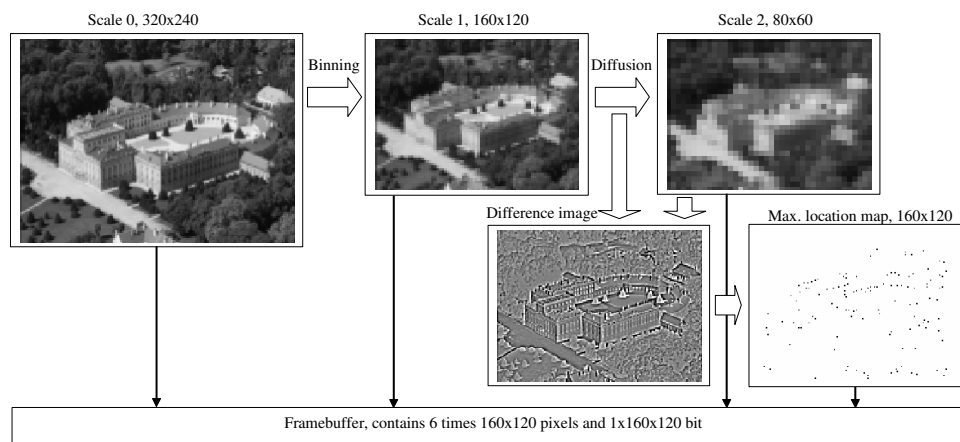 Scale 0, 320x240
Scale 1, 160x120
Scale 2, 80x60
Binning
Diffusion
Difference image
Max. location map, 160x120
Framebuffer, contains 6 times 160x120 pixels and 1x160x120 bit